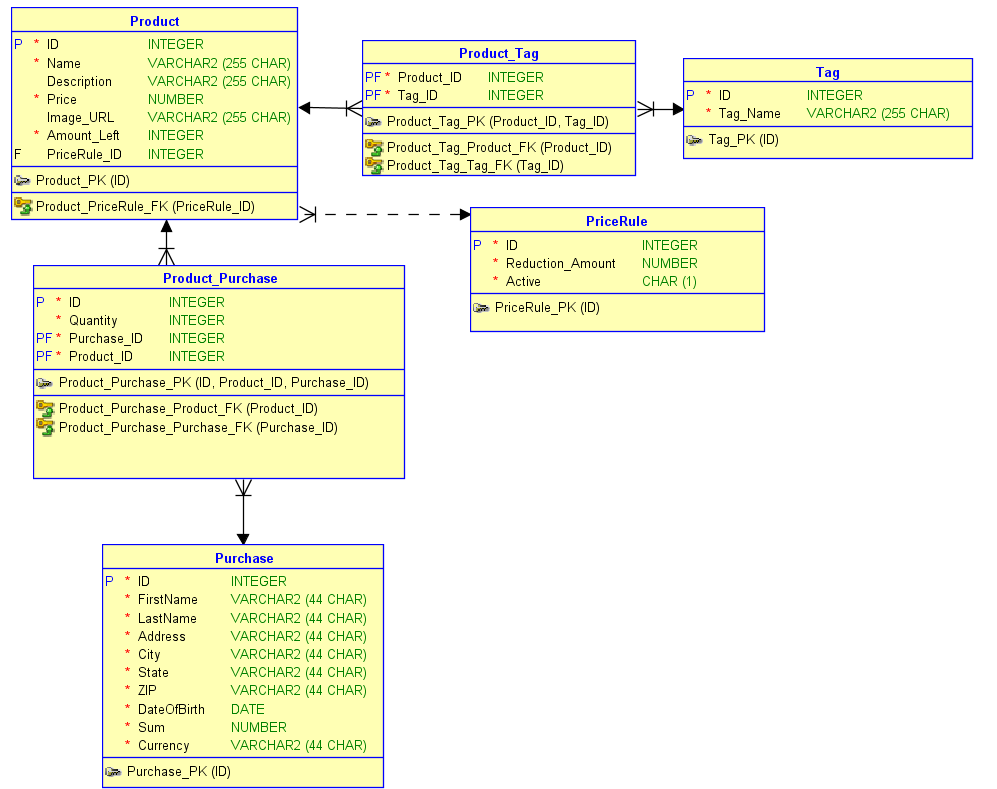 Product
P * ID INTEGER
* Name VARCHAR2 (255 CHAR)
Description VARCHAR2 (255 CHAR)
* Price NUMBER
Image_URL VARCHAR2 (255 CHAR)
* Amount_Left INTEGER
F PriceRule_ID INTEGER
Product_PK (ID)
Product_PriceRule_FK (PriceRule_ID)
Product_Tag
PF * Product_ID INTEGER
PF * Tag_ID INTEGER
Product_Tag_PK (Product_ID, Tag_ID)
Product_Tag_Product_FK (Product_ID)
Product_Tag_Tag_FK (Tag_ID)
Tag
P * ID INTEGER
* Tag_Name VARCHAR2 (255 CHAR)
Tag_PK (ID)
PriceRule
P * ID INTEGER
* Reduction_Amount NUMBER
* Active CHAR (1)
PriceRule_PK (ID)
Product_Purchase
P * ID INTEGER
* Quantity INTEGER
PF * Purchase_ID INTEGER
PF * Product_ID INTEGER
Product_Purchase_PK (ID, Product_ID, Purchase_ID)
Product_Purchase_Product_FK (Product_ID)
Product_Purchase_Purchase_FK (Purchase_ID)
Purchase
P * ID INTEGER
* FirstName VARCHAR2 (44 CHAR)
* LastName VARCHAR2 (44 CHAR)
* Address VARCHAR2 (44 CHAR)
* City VARCHAR2 (44 CHAR)
* State VARCHAR2 (44 CHAR)
* ZIP VARCHAR2 (44 CHAR)
* DateOfBirth DATE
* Sum NUMBER
* Currency VARCHAR2 (44 CHAR)
Purchase_PK (ID)